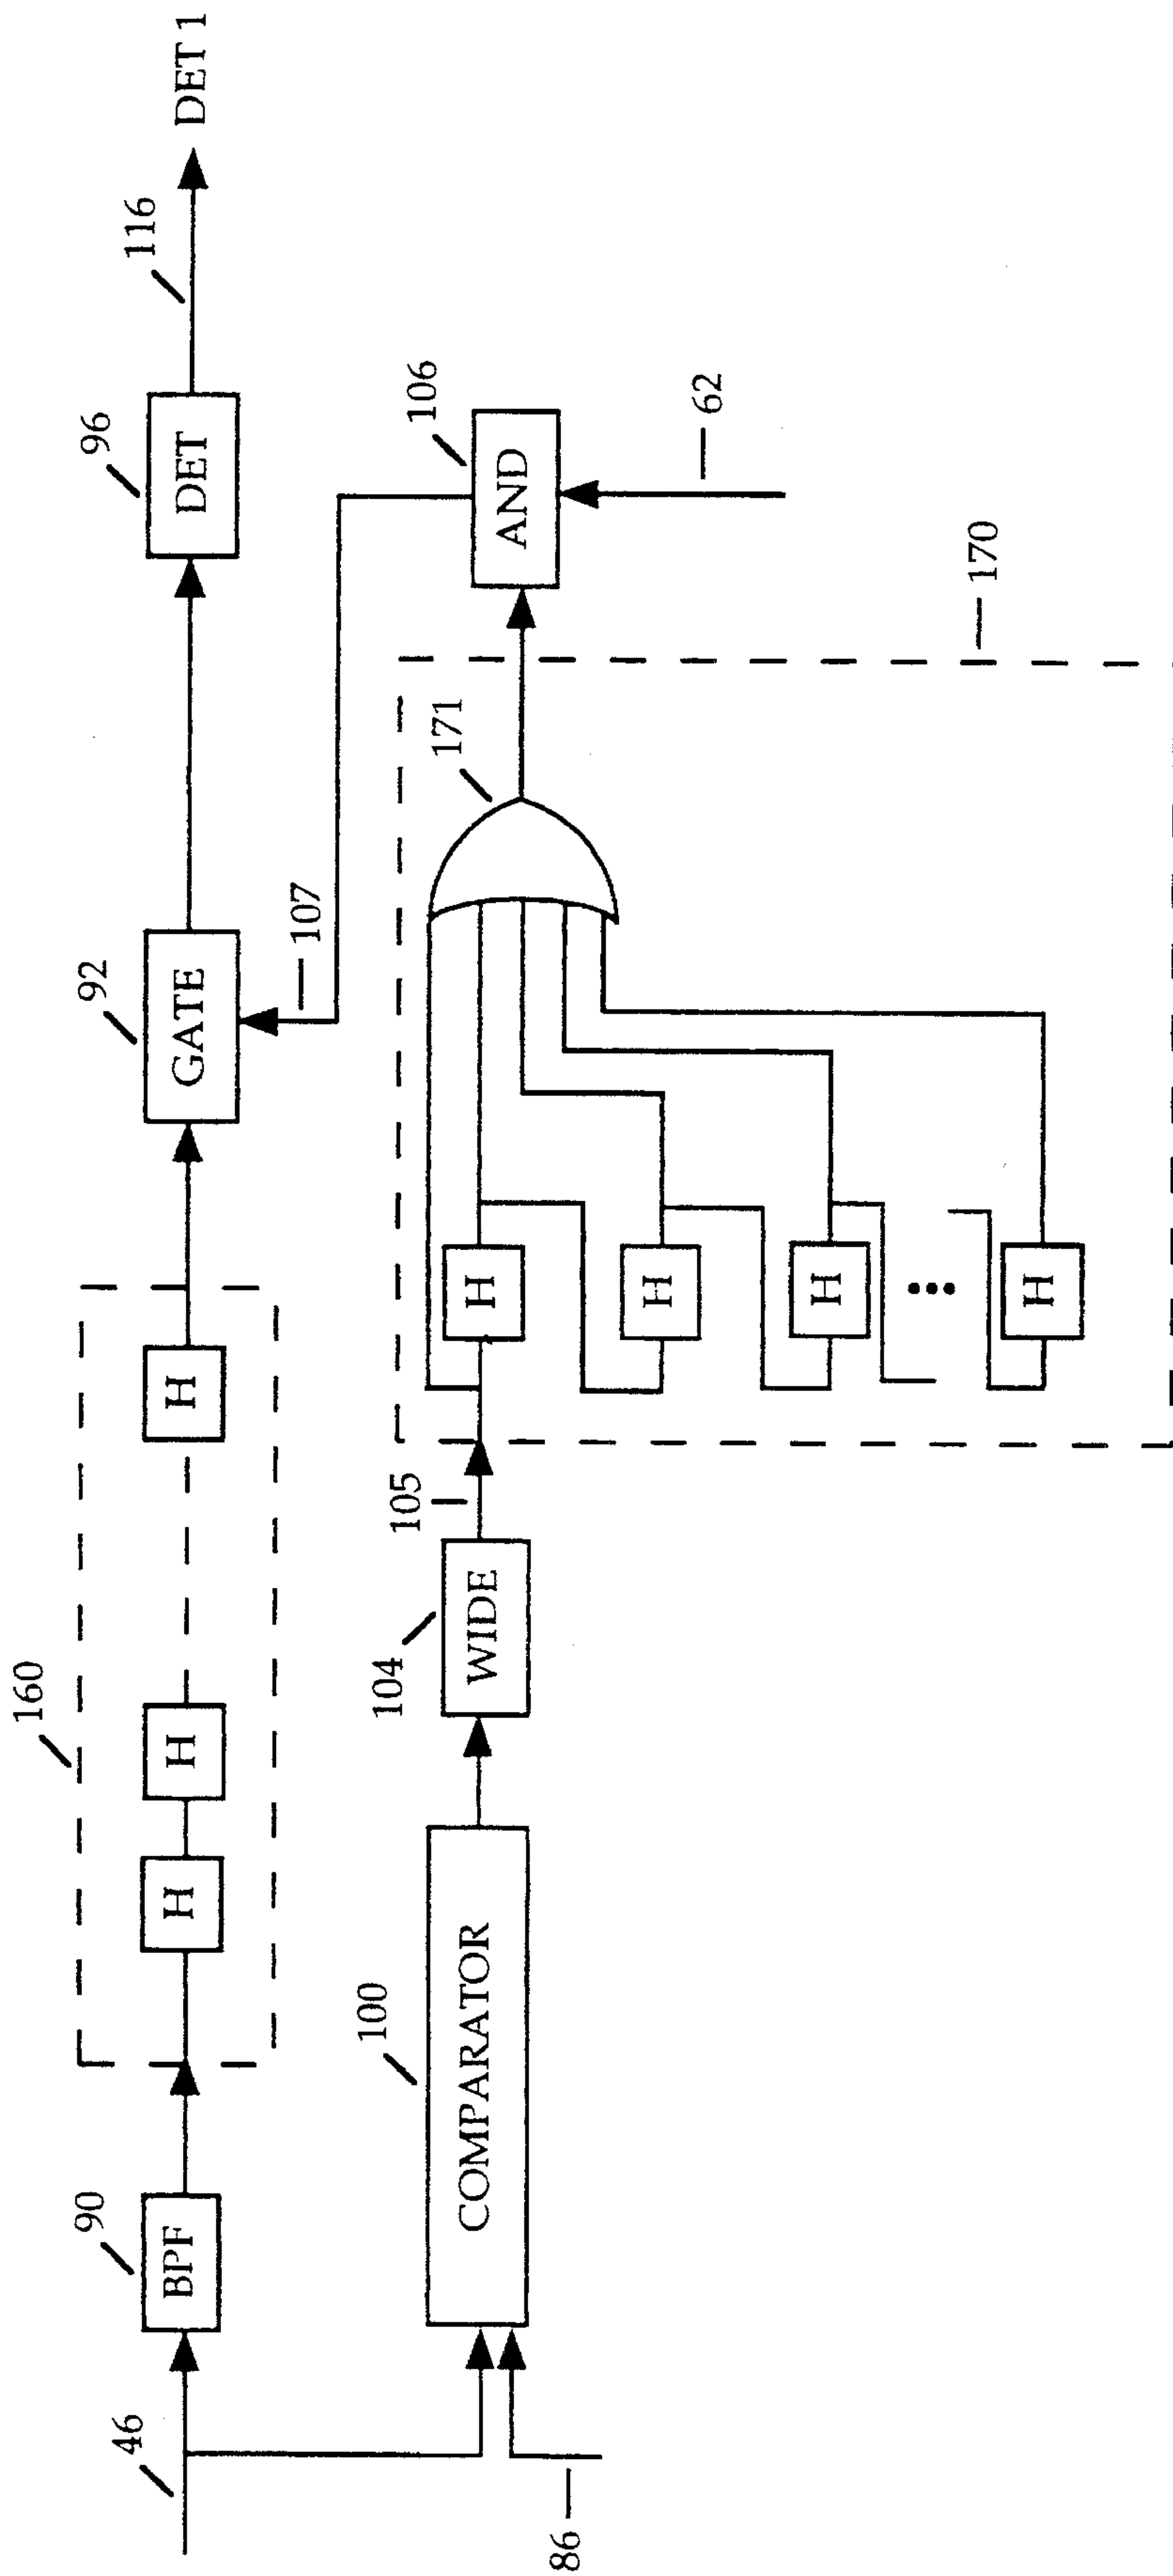 46
90
BPF
160
H
H
H
92
GATE
107
96
DET
116
DET 1
86
100
COMPARATOR
104
WIDE
105
H
H
H
H
171
170
106
AND
62